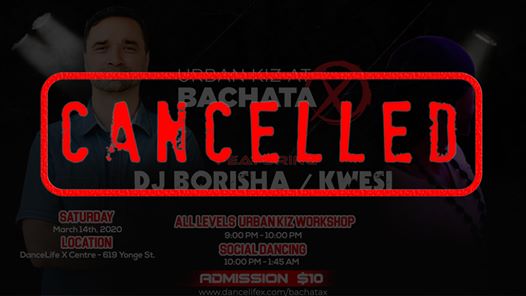 URBAN KIZ AT
BACHATA X
CANCELLED
FEATURING
DJ BORISHA / KWESI
SATURDAY
March 14th, 2020
LOCATION
DanceLife X Centre - 619 Yonge St.
ALL LEVELS URBAN KIZ WORKSHOP
9:00 PM - 10:00 PM
SOCIAL DANCING
10:00 PM - 1:45 AM
ADMISSION $10
www.dancelifex.com/bachatax